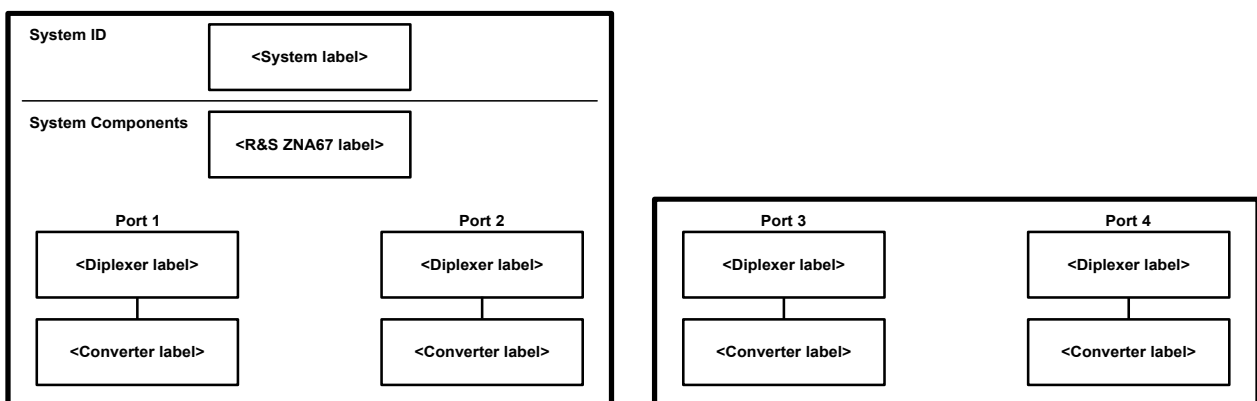 System ID
<System label>
System Components
<R&S ZNA67 label>
Port 1
Port 2
<Diplexer label>
<Diplexer label>
<Converter label>
<Converter label>
Port 3
Port 4
<Diplexer label>
<Diplexer label>
<Converter label>
<Converter label>